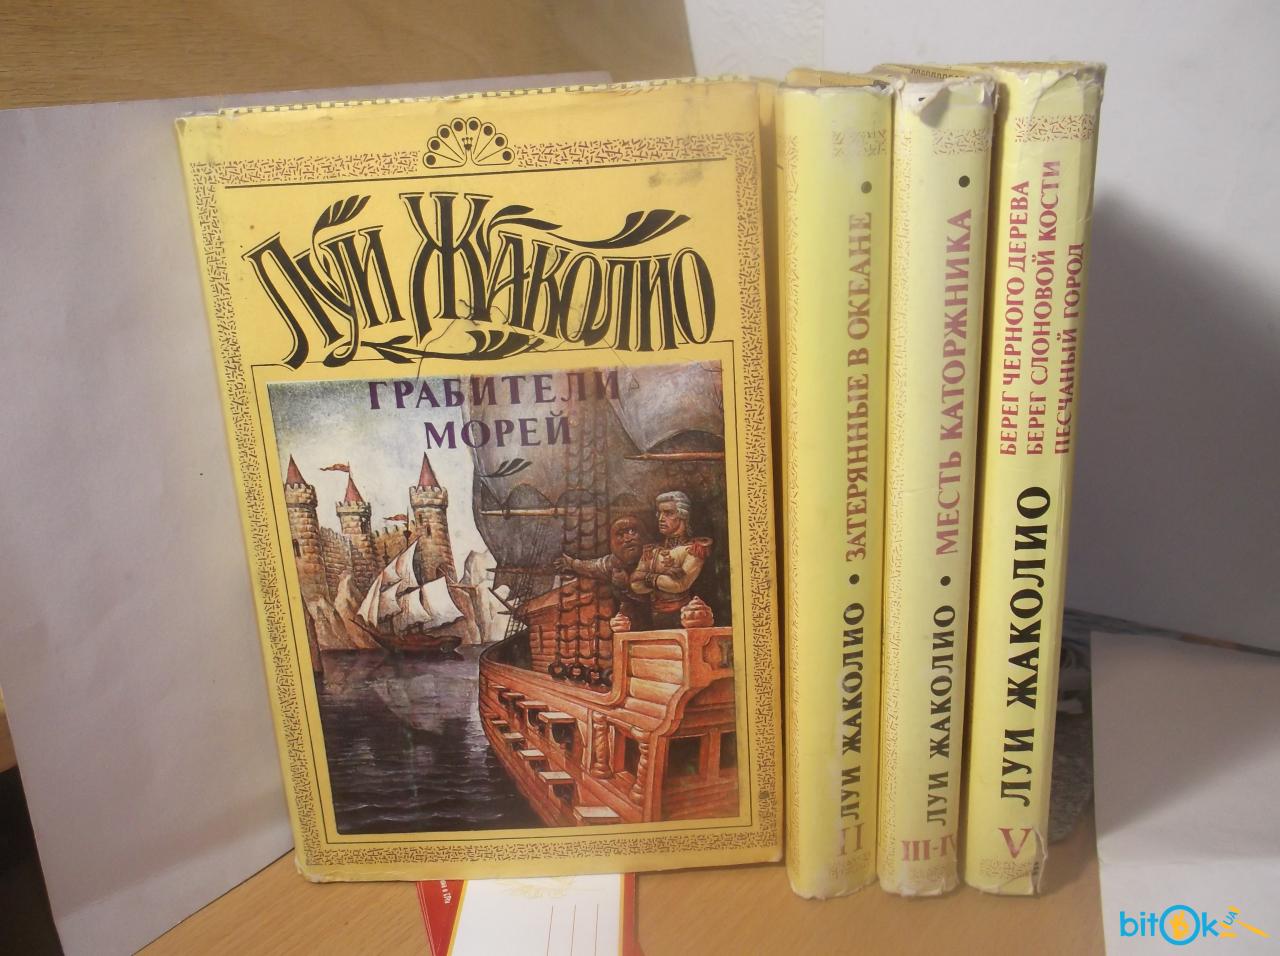 Луи Жаколио
ГРАБИТЕЛИ
МОРЕЙ
II
ЛУИ ЖАКОЛИО • ЗАТЕРЯННЫЕ В ОКЕАНЕ •
III-IV
ЛУИ ЖАКОЛИО • МЕСТЬ КАТОРЖНИКА •
V
ЛУИ ЖАКОЛИО
БЕРЕГ ЧЕРНОГО ДЕРЕВА
БЕРЕГ СЛОНОВОЙ КОСТИ
ПЕСЧАНЫЙ ГОРОД
bitok.UA